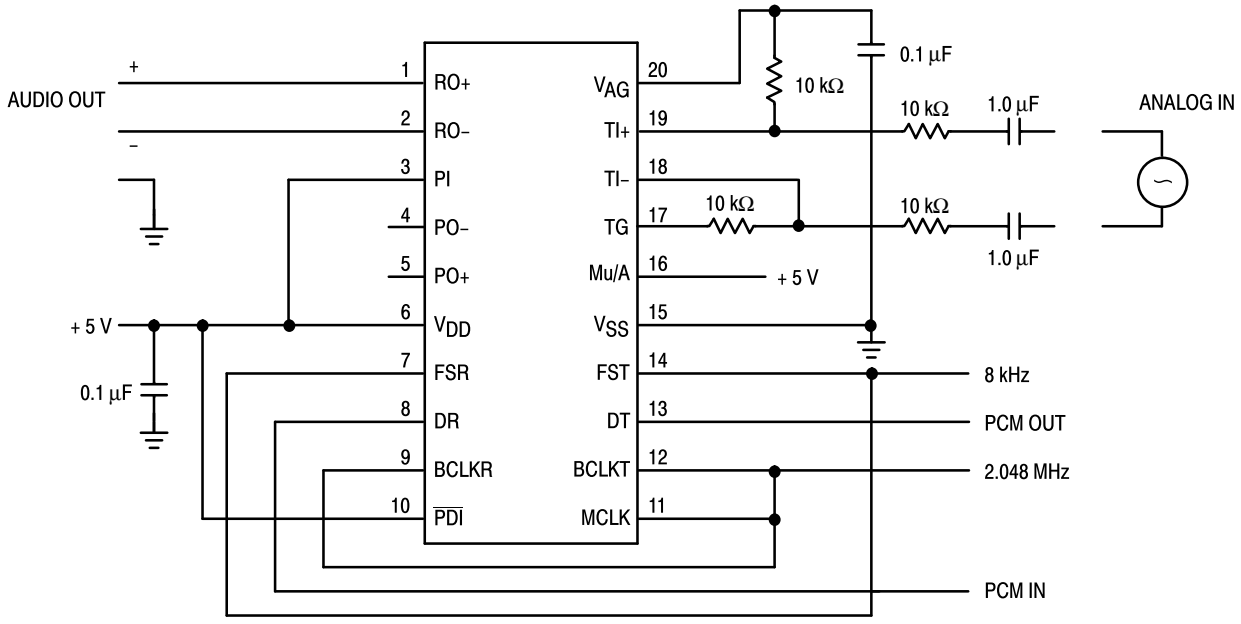 AUDIO OUT
+
–
+ 5 V
0.1 μF
1 RO+
2 RO–
3 PI
4 PO–
5 PO+
6 VDD
7 FSR
8 DR
9 BCLKR
10 PDI
VAG 20
TI+ 19
TI– 18
TG 17
Mu/A 16
VSS 15
FST 14
DT 13
BCLKT 12
MCLK 11
10 kΩ
0.1 μF
10 kΩ
1.0 μF
ANALOG IN
10 kΩ
10 kΩ
1.0 μF
+ 5 V
8 kHz
PCM OUT
2.048 MHz
PCM IN